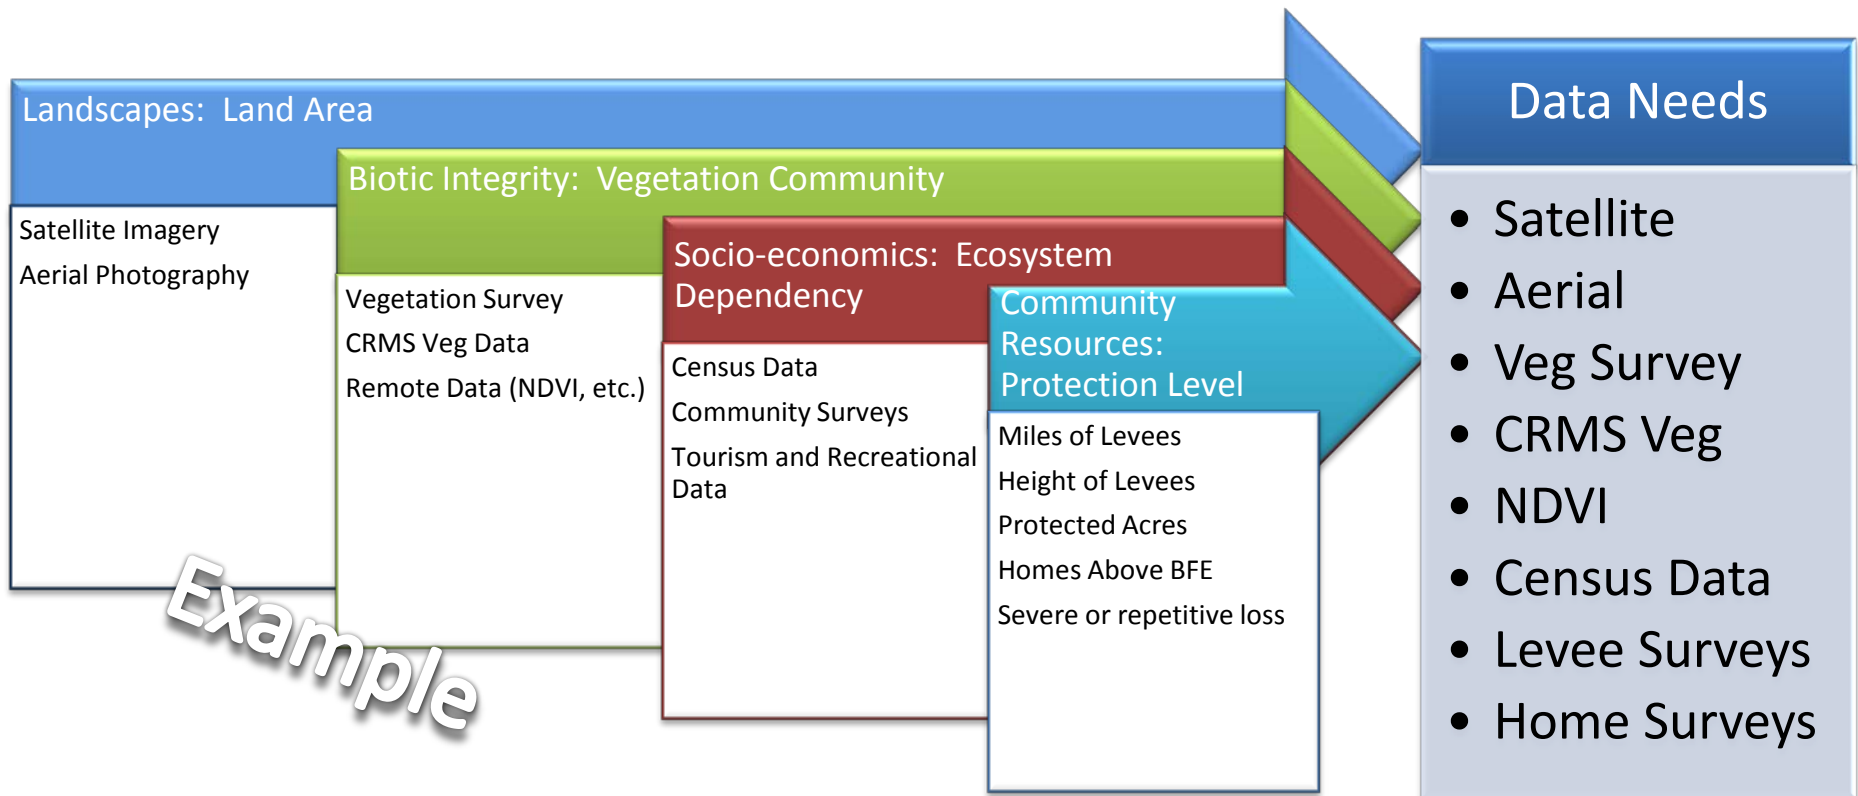 Landscapes: Land Area
Satellite Imagery
Aerial Photography
Biotic Integrity: Vegetation Community
Vegetation Survey
CRMS Veg Data
Remote Data (NDVI, etc.)
Socio-economics: Ecosystem
Dependency
Census Data
Community Surveys
Tourism and Recreational
Data
Community
Resources:
Protection Level
Miles of Levees
Height of Levees
Protected Acres
Homes Above BFE
Severe or repetitive loss
Example
Data Needs
• Satellite
• Aerial
• Veg Survey
• CRMS Veg
• NDVI
• Census Data
• Levee Surveys
• Home Surveys